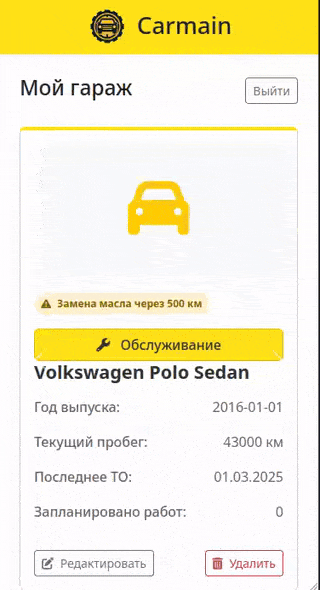 Carmain
Мой гараж
Выйти
Замена масла через 500 км
Обслуживание
Volkswagen Polo Sedan
Год выпуска: 2016-01-01
Текущий пробег: 43000 км
Последнее ТО: 01.03.2025
Запланировано работ: 0
Редактировать Удалить